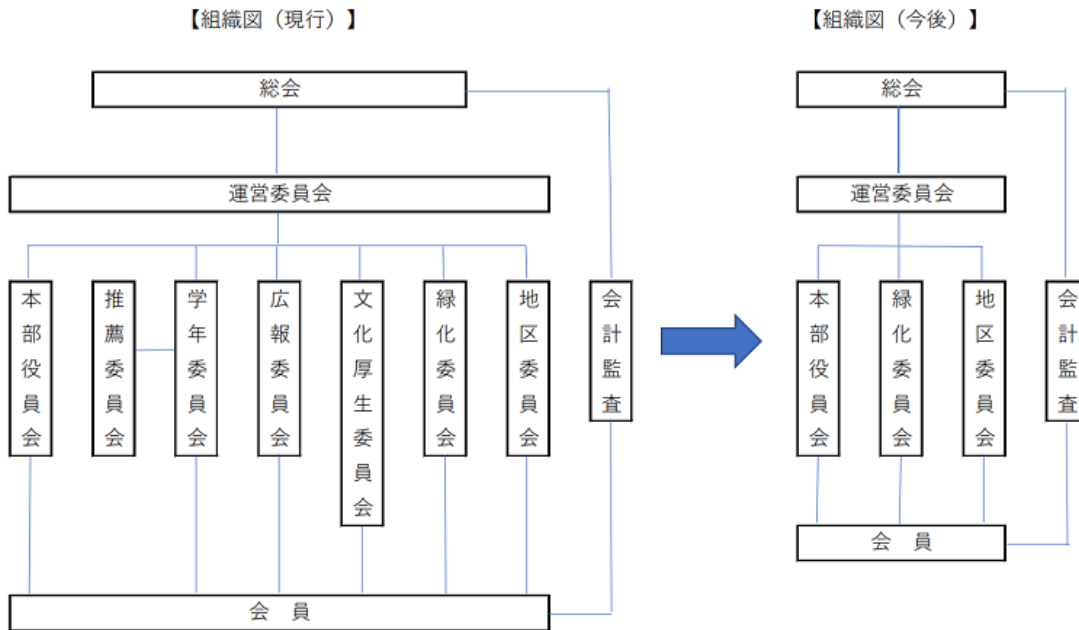 【組織図（現行）】
総会
運営委員会
本部役員会
推薦委員会
学年委員会
広報委員会
文化厚生委員会
緑化委員会
地区委員会
会計監査
会　員
【組織図（今後）】
総会
運営委員会
本部役員会
緑化委員会
地区委員会
会計監査
会　員